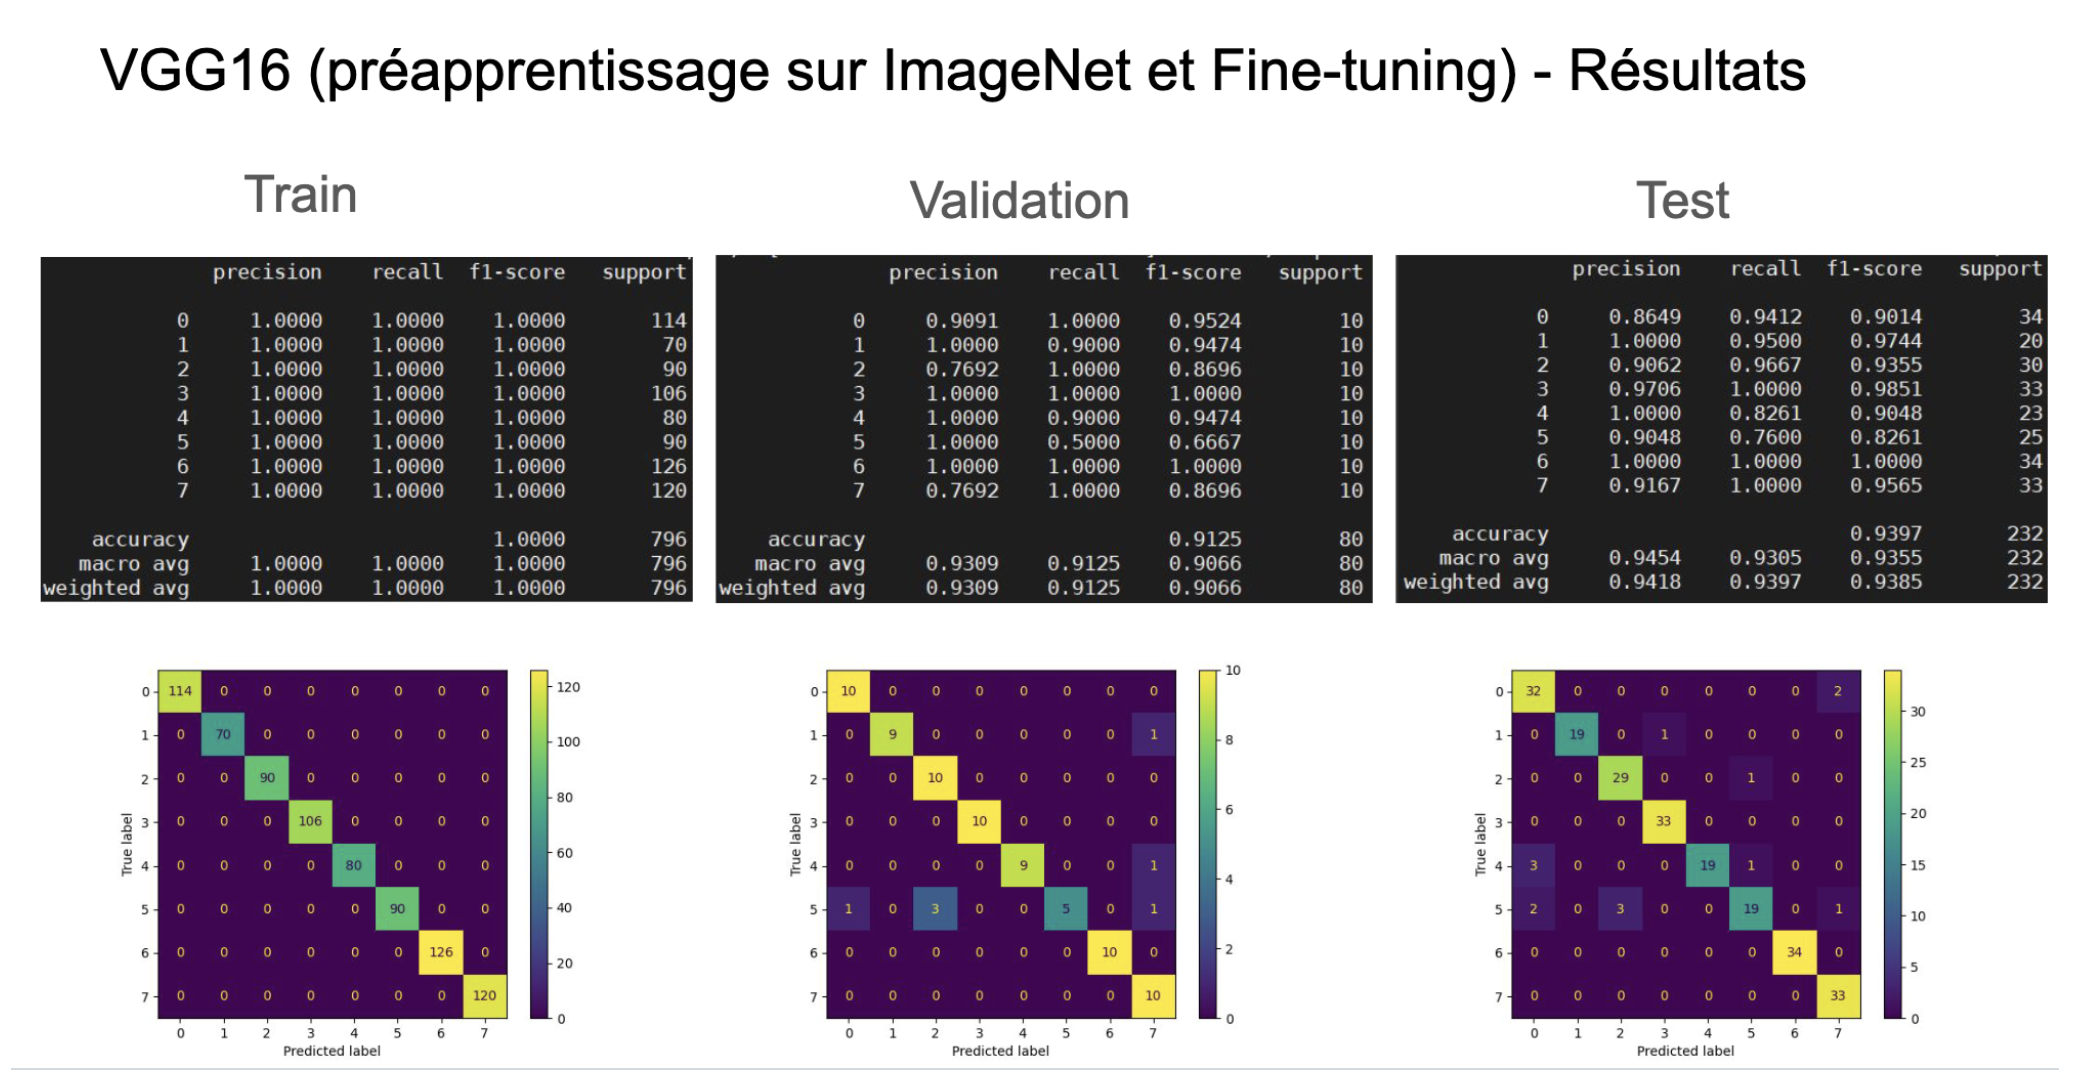 VGG16 (préapprentissage sur ImageNet et Fine-tuning) - Résultats
Train
precision recall f1-score support
0 1.0000 1.0000 1.0000 114
1 1.0000 1.0000 1.0000 70
2 1.0000 1.0000 1.0000 90
3 1.0000 1.0000 1.0000 106
4 1.0000 1.0000 1.0000 80
5 1.0000 1.0000 1.0000 90
6 1.0000 1.0000 1.0000 126
7 1.0000 1.0000 1.0000 120
accuracy 1.0000 796
macro avg 1.0000 1.0000 1.0000 796
weighted avg 1.0000 1.0000 1.0000 796
Validation
precision recall f1-score support
0 0.9091 1.0000 0.9524 10
1 1.0000 0.9000 0.9474 10
2 0.7692 1.0000 0.8696 10
3 1.0000 1.0000 1.0000 10
4 1.0000 0.9000 0.9474 10
5 1.0000 0.5000 0.6667 10
6 1.0000 1.0000 1.0000 10
7 0.7692 1.0000 0.8696 10
accuracy 0.9125 80
macro avg 0.9309 0.9125 0.9066 80
weighted avg 0.9309 0.9125 0.9066 80
Test
precision recall f1-score support
0 0.8649 0.9412 0.9014 34
1 1.0000 0.9500 0.9744 20
2 0.9062 0.9667 0.9355 30
3 0.9706 1.0000 0.9851 33
4 1.0000 0.8261 0.9048 23
5 0.9048 0.7600 0.8261 25
6 1.0000 1.0000 1.0000 34
7 0.9167 1.0000 0.9565 33
accuracy 0.9397 232
macro avg 0.9454 0.9305 0.9355 232
weighted avg 0.9418 0.9397 0.9385 232
True label
0 114 0 0 0 0 0 0 0
1 0 70 0 0 0 0 0 0
2 0 0 90 0 0 0 0 0
3 0 0 0 106 0 0 0 0
4 0 0 0 0 80 0 0 0
5 0 0 0 0 0 90 0 0
6 0 0 0 0 0 0 126 0
7 0 0 0 0 0 0 0 120
0 1 2 3 4 5 6 7
Predicted label
120
100
80
60
40
20
0
True label
0 10 0 0 0 0 0 0 0
1 0 9 0 0 0 0 0 1
2 0 0 10 0 0 0 0 0
3 0 0 0 10 0 0 0 0
4 0 0 0 0 9 0 0 1
5 1 0 3 0 0 5 0 1
6 0 0 0 0 0 0 10 0
7 0 0 0 0 0 0 0 10
0 1 2 3 4 5 6 7
Predicted label
10
8
6
4
2
0
True label
0 32 0 0 0 0 0 0 2
1 0 19 0 1 0 0 0 0
2 0 0 29 0 0 1 0 0
3 0 0 0 33 0 0 0 0
4 3 0 0 0 19 1 0 0
5 2 0 3 0 0 19 0 1
6 0 0 0 0 0 0 34 0
7 0 0 0 0 0 0 0 33
0 1 2 3 4 5 6 7
Predicted label
30
25
20
15
10
5
0